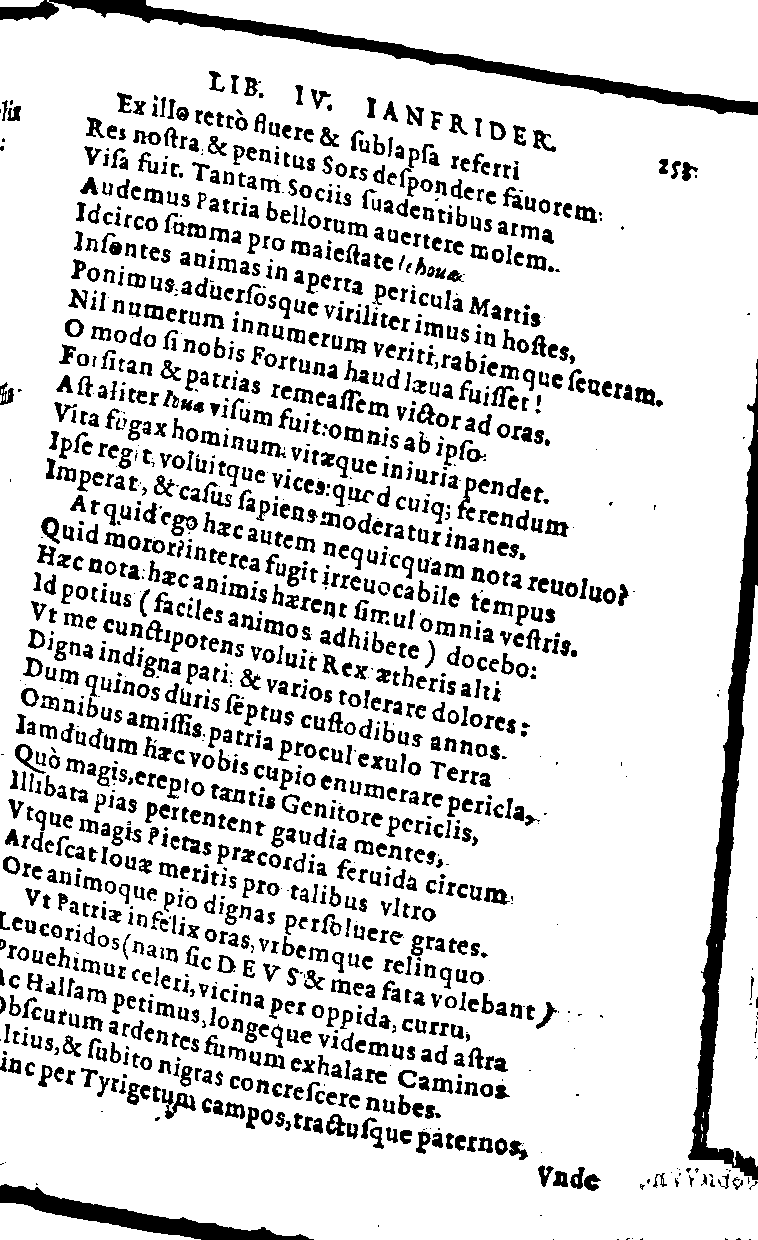 LIB. IV. IANFRIDER.
253
Ex illo retrò fluere & ſublapſa referri
Res noſtra, & penitus Sors deſpondere fauorem:
Viſa fuit. Tantam Sociis ſuadentibus arma
Audemus Patria bellorum auertere molem.
Idcirco ſumma pro maieſtate Iehouæ
Inſontes animas in aperta pericula Martis
Ponimus, aduerſosque viriliter imus in hoſtes,
Nil numerum innumerum veriti, rabiemque ſeueram.
O modo ſi nobis Fortuna haud læua fuiſſet!
Forſitan & patrias remeaſſem victor ad oras.
Aſt aliter Iouæ viſum fuit: omnis ab ipſo
Vita fugax hominum, vitæque iniuria pendet.
Ipſe regit, voluitque vices: quod cuiq; ferendum
Imperat, & caſus ſapiens moderatur inanes.
At quid ego hæc autem nequicquam nota reuoluo?
Quid moror? interea fugit irreuocabile tempus
Hæc nota: hæc animis hærent ſimul omnia veſtris.
Id potius ( faciles animos adhibete ) docebo:
Vt me cunctipotens voluit Rex ætheris alti
Digna indigna pati, & varios tolerare dolores:
Dum quinos duris ſeptus cuſtodibus annos
Omnibus amiſſis, patria procul exulo Terra
Iamdudum hæc vobis cupio enumerare pericla,
Quò magis, erepto tantis Genitore periclis,
Illibata pias pertentent gaudia mentes,
Vtque magis Pietas præcordia feruida circum
Ardeſcat Iouæ meritis pro talibus vltro
Ore animoque pio dignas perſoluere grates.
Vt Patriæ infelix oras, vrbemque relinquo
Leucoridos (nam ſic DEVS & mea fata volebant)
Prouehimur celeri, vicina per oppida, curru,
Ac Hallam petimus, longeque videmus ad aſtra
Obſcurum ardentes fumum exhalare Caminos
Altius, & ſubito nigras concreſcere nubes.
inc per Tyrigetum campos, tractuſque paternos,
Vnde